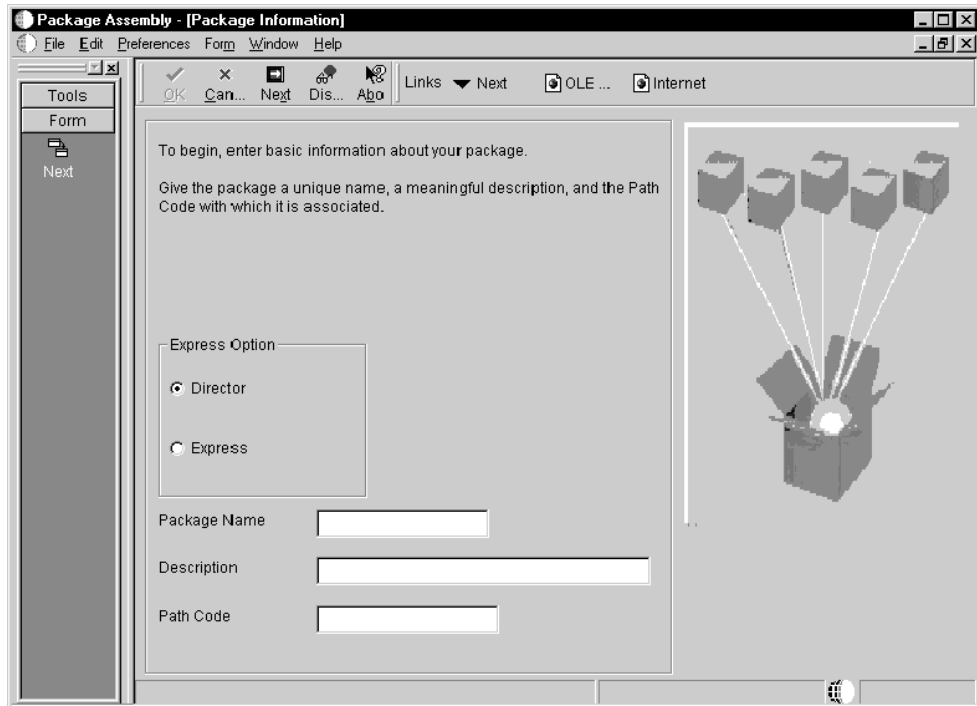 Package Assembly - [Package Information]
File Edit Preferences Form Window Help
OK Can... Next Dis... Abo
Links Next OLE ... Internet
Tools
Form
Next
To begin, enter basic information about your package.
Give the package a unique name, a meaningful description, and the Path
Code with which it is associated.
Express Option
Director
Express
Package Name
Description
Path Code